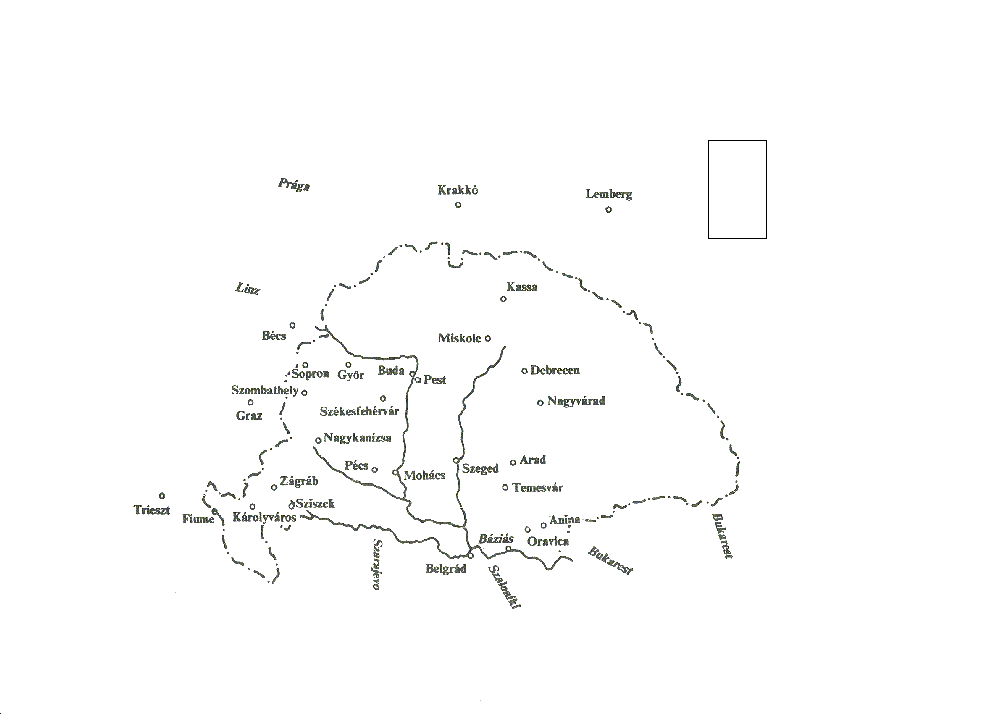 Prága
Krakkó
Lemberg
Linz
Kassa
Bécs
Miskolc
Sopron
Győr
Buda
Pest
Debrecen
Szombathely
Graz
Székesfehérvár
Nagyvárad
Nagykanizsa
Pécs
Mohács
Szeged
Arad
Zágráb
Temesvár
Trieszt
Fiume
Károlyváros
Sziszek
Anina
Oravica
Báziás
Belgrád
Szarajevo
Szaloniki
Bukarest
Bukarest